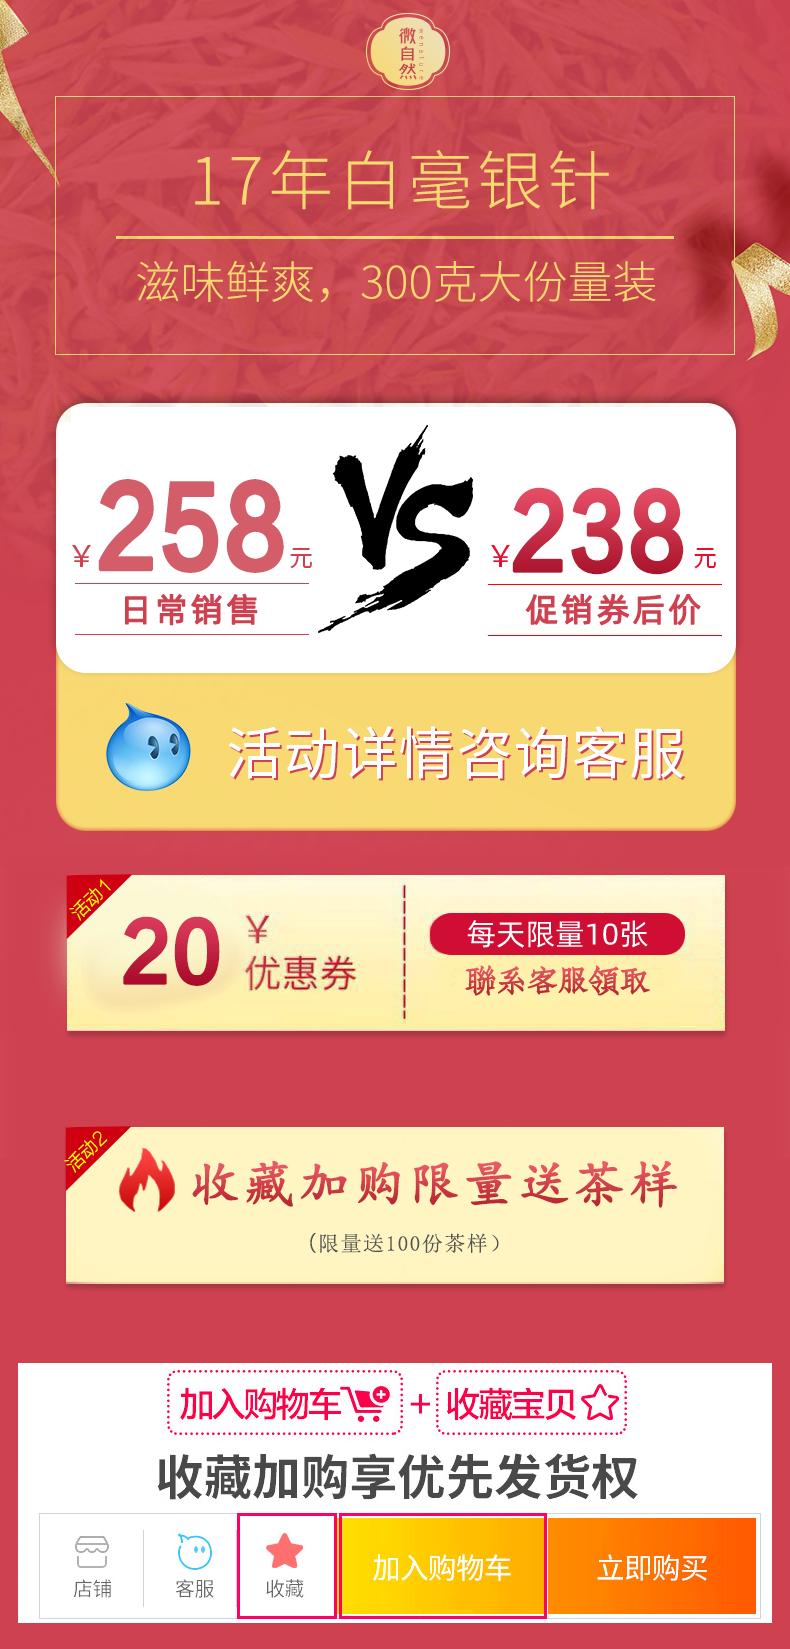 微自然
17年白毫银针
滋味鲜爽，300克大份量装
¥258元
日常销售
VS
¥238元
促销券后价
活动详情咨询客服
活动1
20
¥
优惠券
每天限量10张
聯系客服領取
活动2
收藏加购限量送茶样
（限量送100份茶样）
加入购物车+收藏宝贝
收藏加购享优先发货权
店铺
客服
收藏
加入购物车
立即购买